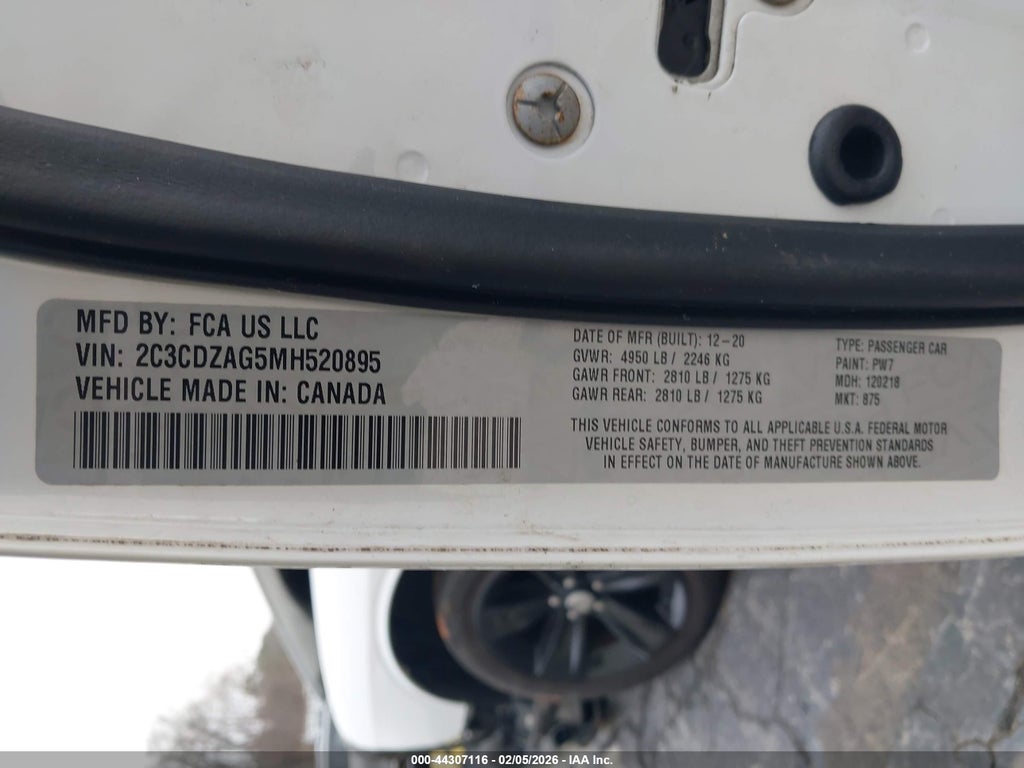 MFD BY: FCA US LLC
VIN: 2C3CDZAG5MH520895
VEHICLE MADE IN: CANADA
DATE OF MFR (BUILT): 12-20
GVWR: 4950 LB / 2246 KG
GAWR FRONT: 2810 LB / 1275 KG
GAWR REAR: 2810 LB / 1275 KG
TYPE: PASSENGER CAR
PAINT: PW7
MDH: 120218
MKT: 875
THIS VEHICLE CONFORMS TO ALL APPLICABLE U.S.A. FEDERAL MOTOR
VEHICLE SAFETY, BUMPER, AND THEFT PREVENTION STANDARDS
IN EFFECT ON THE DATE OF MANUFACTURE SHOWN ABOVE.
000-44307116 - 02/05/2026 - IAA Inc.